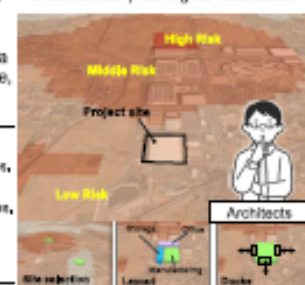 High Risk
Middle Risk
Project site
Low Risk
Architects
Storage
Office
Manufacturing
Site selection
Layout
Docks